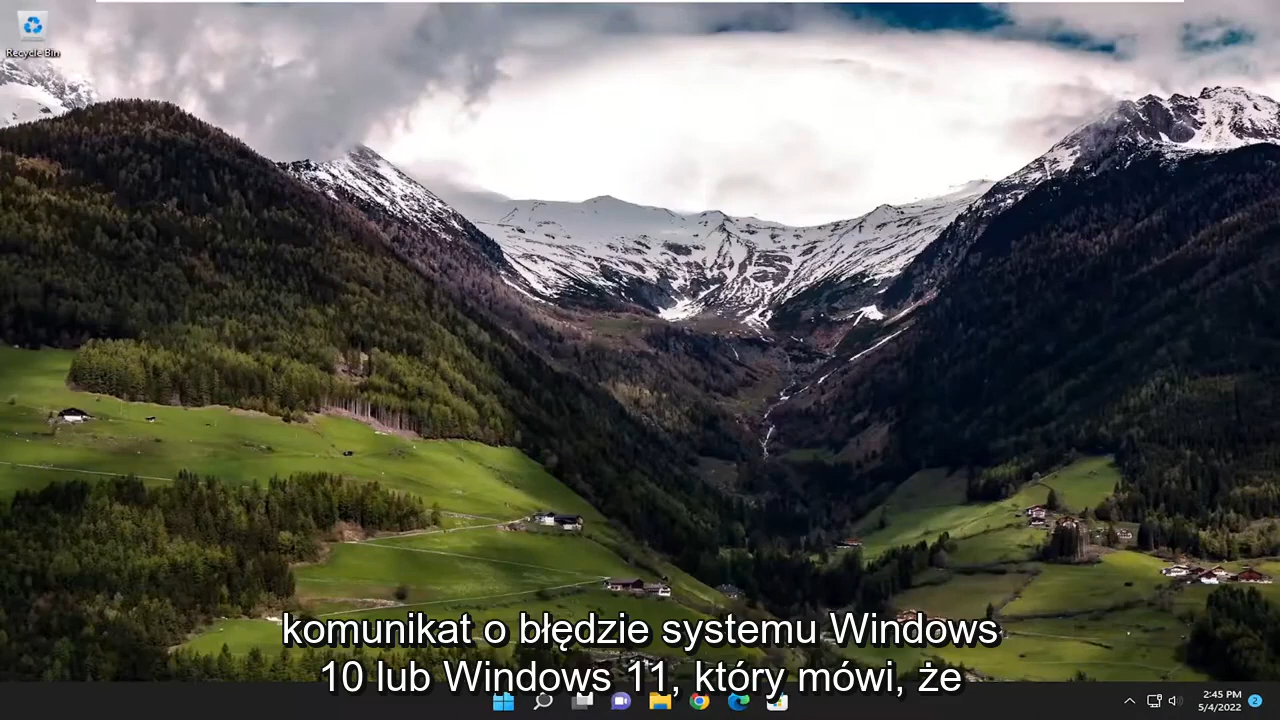 Recycle Bin
komunikat o błędzie systemu Windows
10 lub Windows 11, który mówi, że
2:45 PM
5/4/2022
2